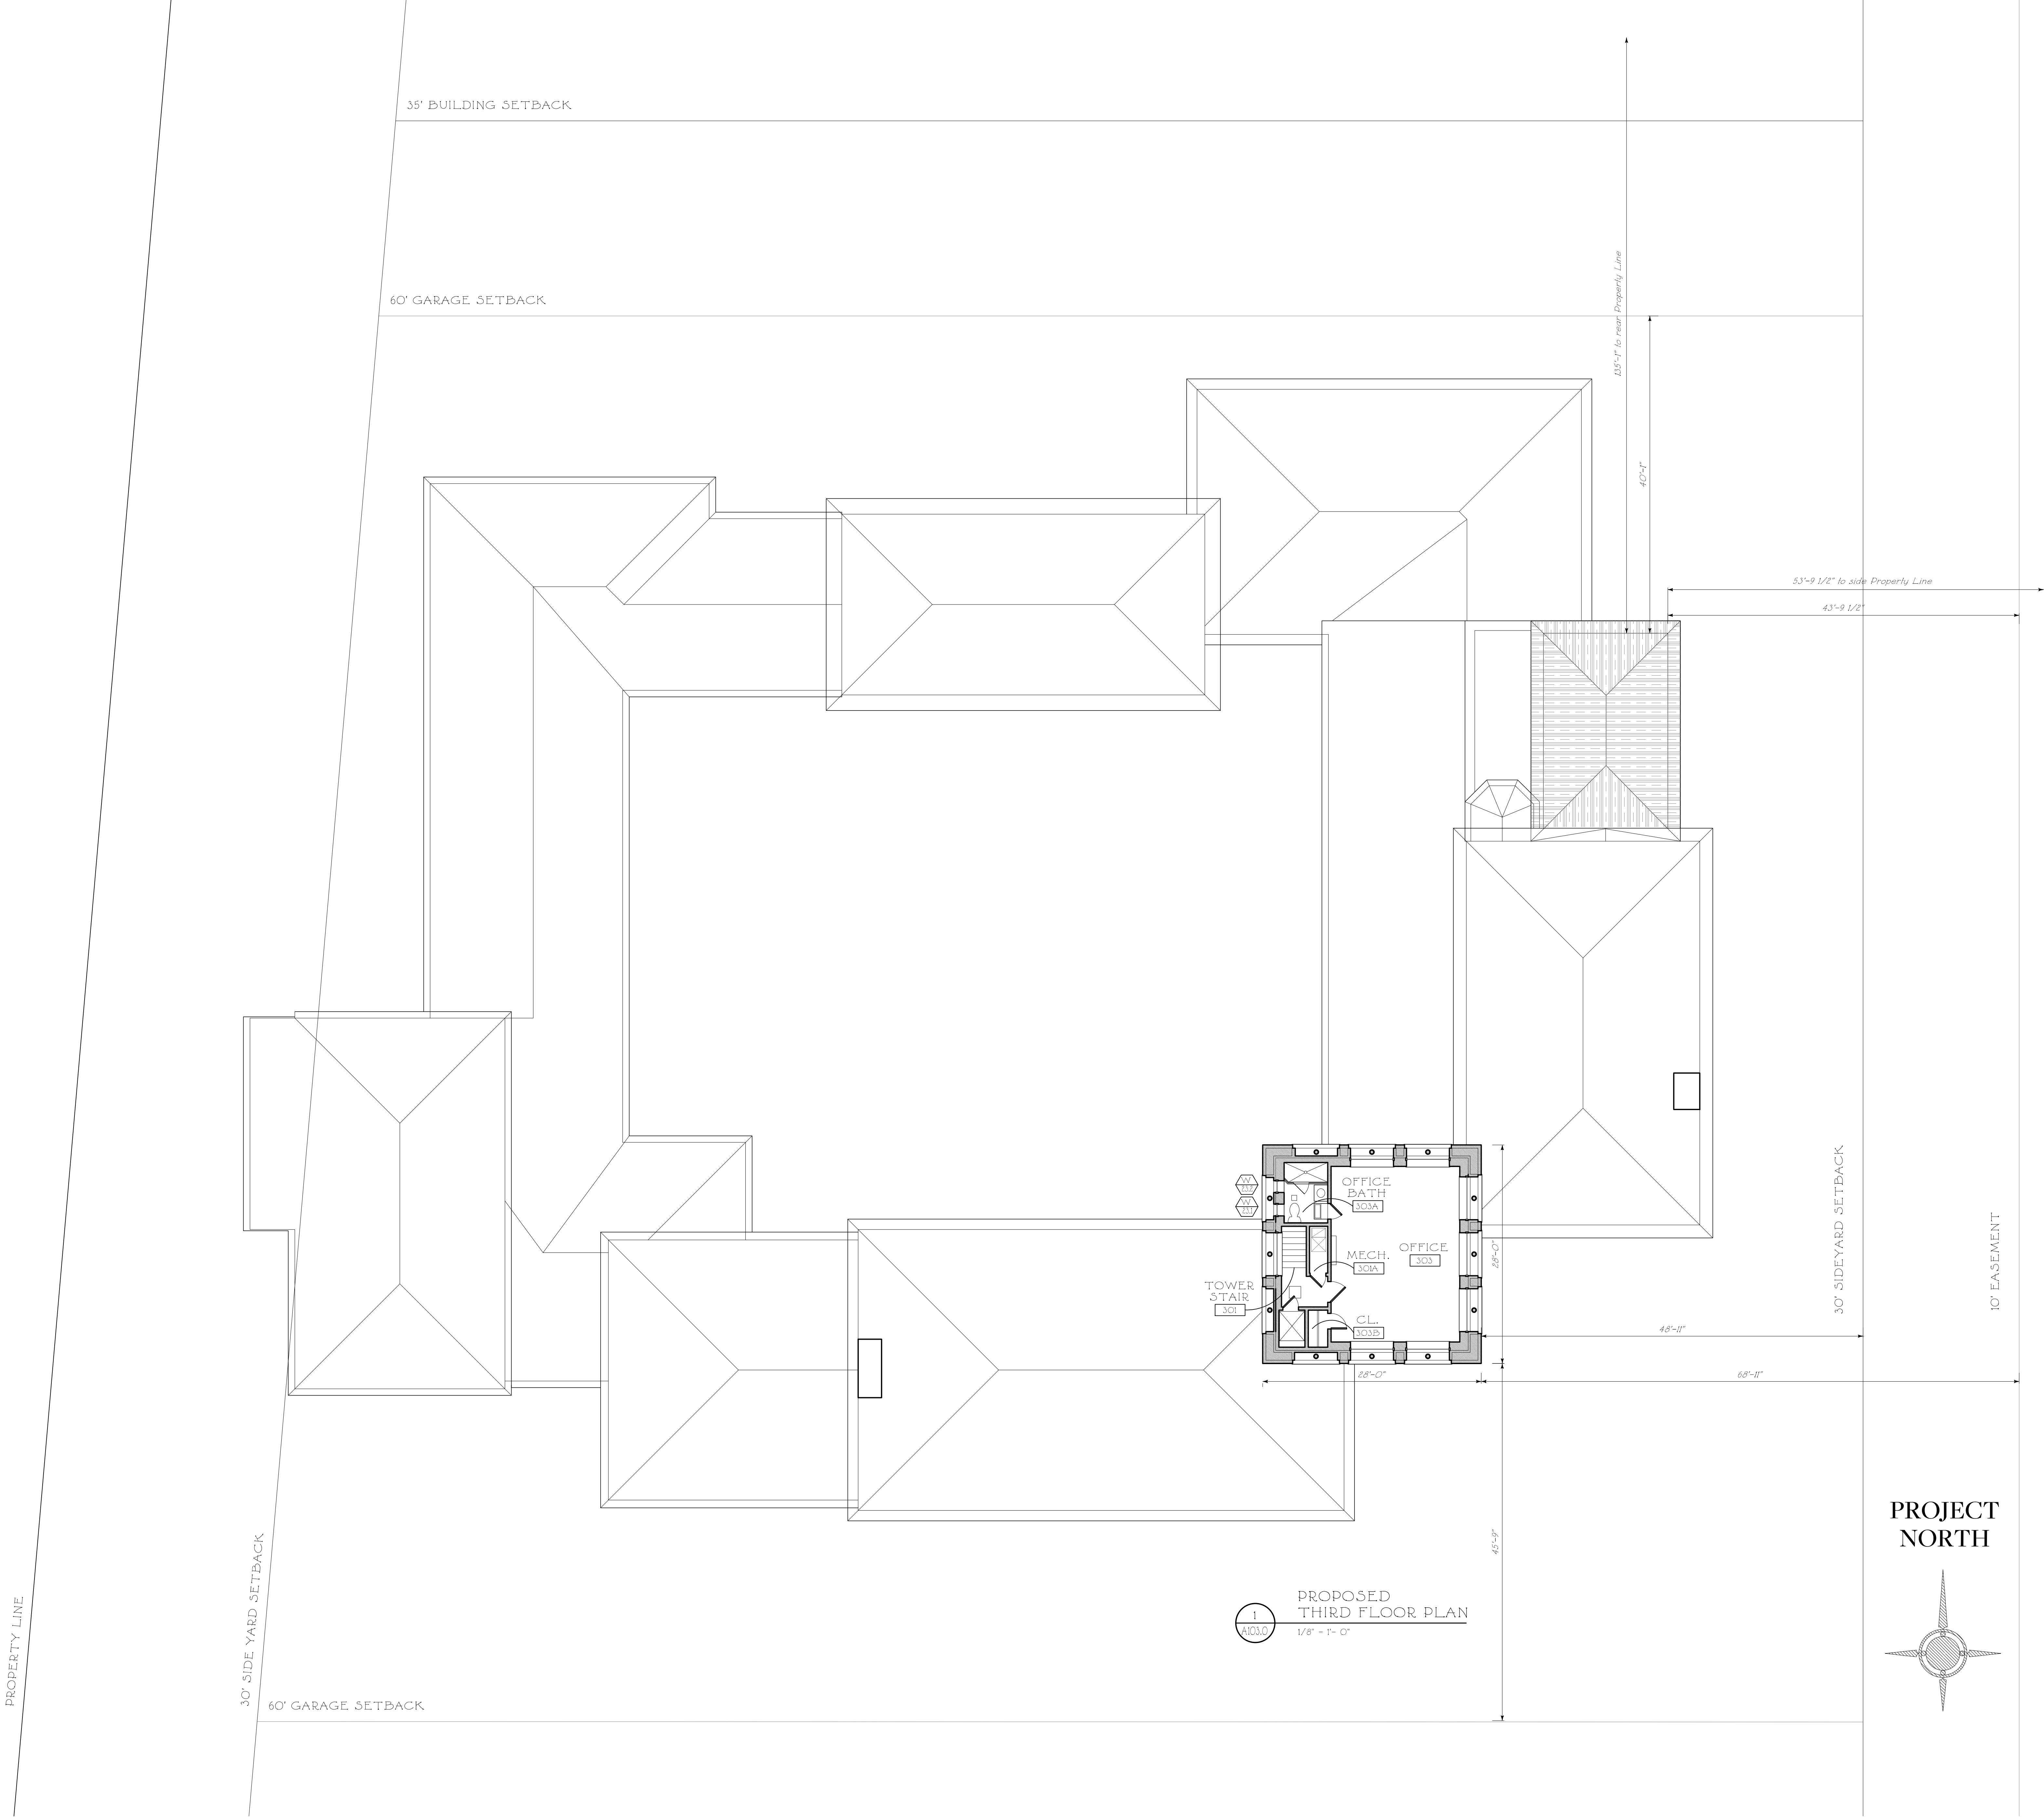 35' BUILDING SETBACK
60' GARAGE SETBACK
135'-1" to rear Property Line
40'-1"
53'-9 1/2" to side Property Line
43'-9 1/2"
W
W
131
OFFICE
BATH
303A
MECH.
301A
OFFICE
303
TOWER
STAIR
301
CL.
303B
28'-0"
28'-0"
48'-11"
68'-11"
45'-9"
30' SIDEYARD SETBACK
10' EASEMENT
PROJECT
NORTH
PROPERTY LINE
30' SIDE YARD SETBACK
60' GARAGE SETBACK
1
A103.0
PROPOSED
THIRD FLOOR PLAN
1/8" = 1'- 0"